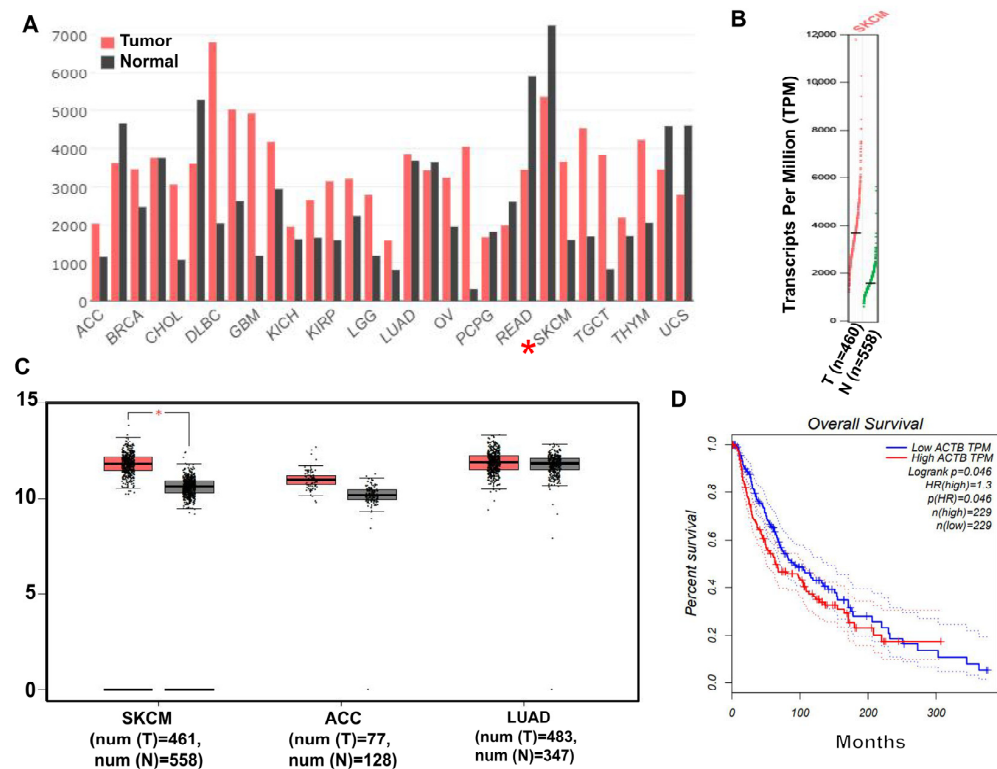 A
Tumor
Normal
7000
6000
5000
4000
3000
2000
1000
0
ACC
BRCA
CHOL
DLBC
GBM
KICH
KIRP
LGG
LUAD
OV
PCPG
READ
*
SKCM
TGCT
THYM
UCS
B
SKCM
Transcripts Per Million (TPM)
12000
10000
8000
6000
4000
2000
0
T (n=460)
N (n=558)
C
15
10
5
0
*
SKCM
(num (T)=461,
num (N)=558)
ACC
(num (T)=77,
num (N)=128)
LUAD
(num (T)=483,
num (N)=347)
D
Overall Survival
Low ACTB TPM
High ACTB TPM
Logrank p=0.046
HR(high)=1.3
p(HR)=0.046
n(high)=229
n(low)=229
Percent survival
1.0
0.8
0.6
0.4
0.2
0.0
0
100
200
300
Months